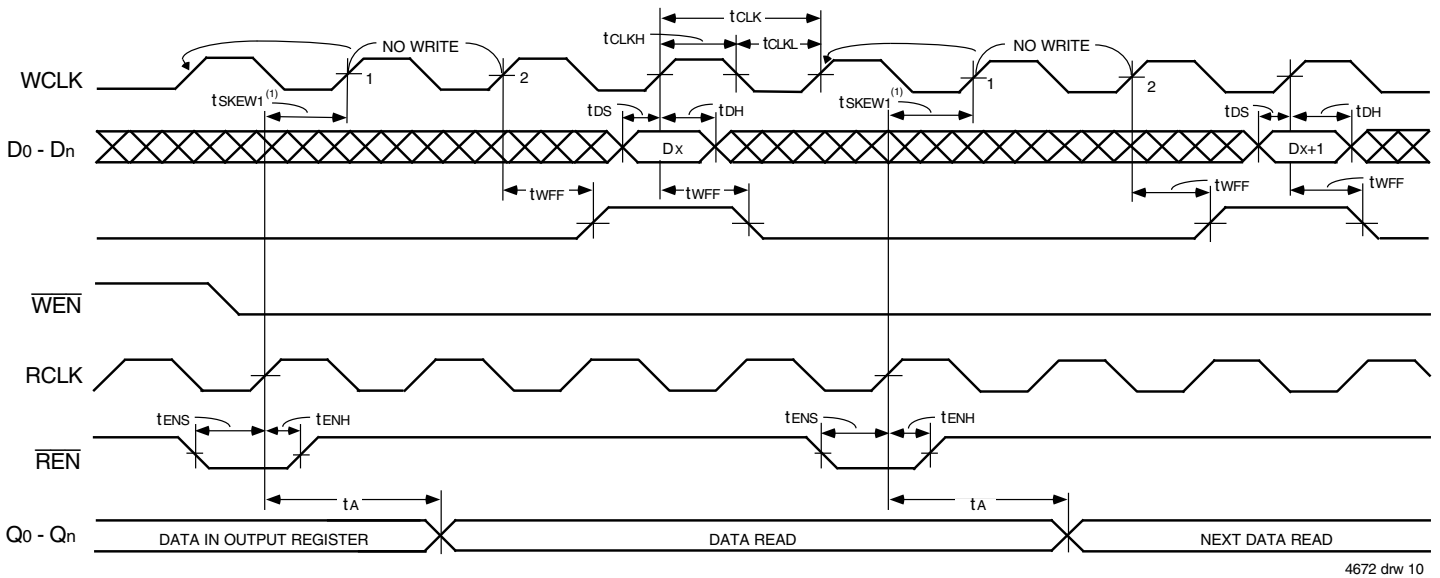 tCLK
NO WRITE
tCLKH
tCLKL
NO WRITE
WCLK
1
2
1
2
tSKEW1(1)
tDS
tDH
tSKEW1(1)
tDS
tDH
D0 - Dn
DX
DX+1
tWFF
tWFF
tWFF
tWFF
WEN
RCLK
tENS
tENH
tENS
tENH
REN
tA
tA
Q0 - Qn
DATA IN OUTPUT REGISTER
DATA READ
NEXT DATA READ
4672 drw 10